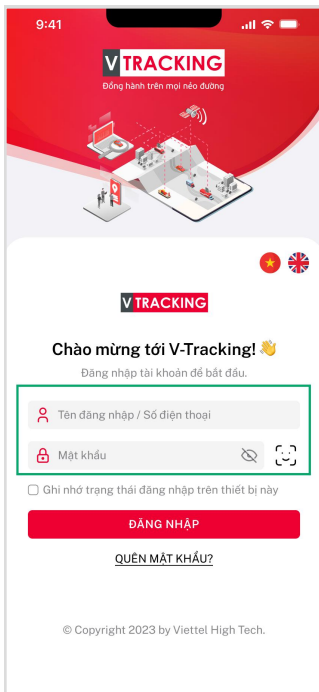 9:41
V TRACKING
Đồng hành trên mọi nẻo đường
V TRACKING
Chào mừng tới V-Tracking! 👋
Đăng nhập tài khoản để bắt đầu.
Tên đăng nhập / Số điện thoại
Mật khẩu
Ghi nhớ trạng thái đăng nhập trên thiết bị này
ĐĂNG NHẬP
QUÊN MẬT KHẨU?
© Copyright 2023 by Viettel High Tech.